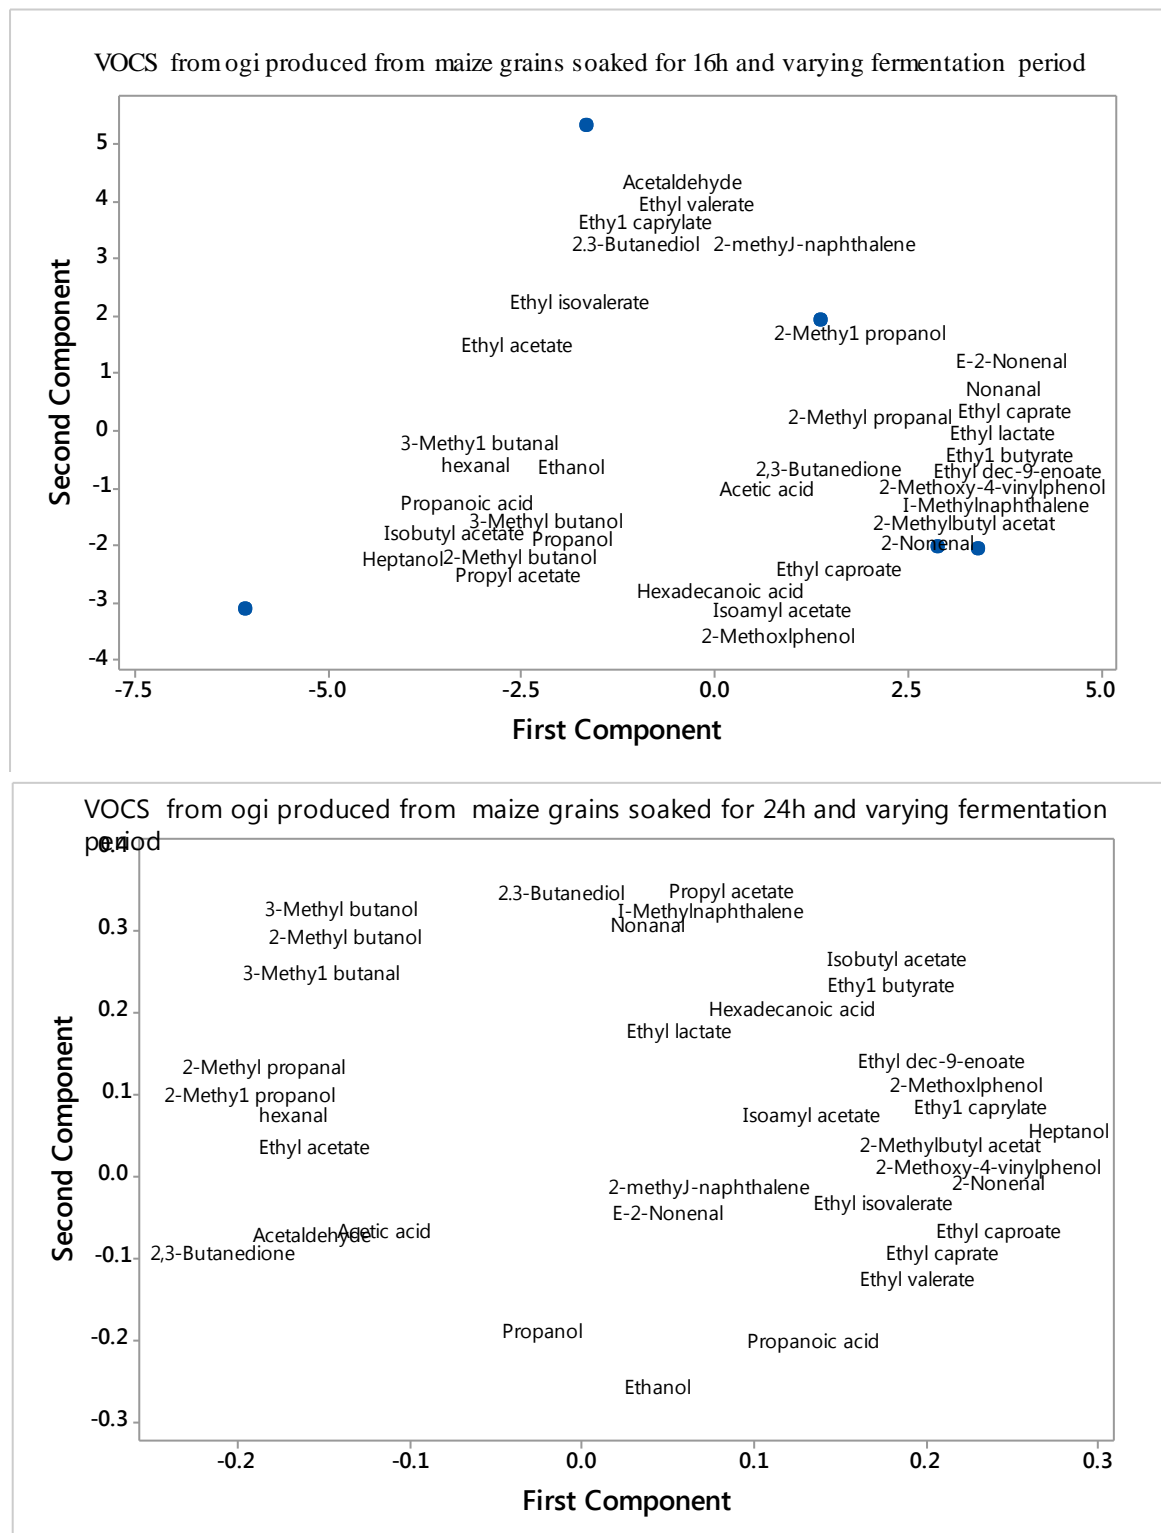 VOCS from ogi produced from maize grains soaked for 16h and varying fermentation period
5
4
3
2
1
0
-1
-2
-3
-4
Second Component
Acetaldehyde
Ethyl valerate
Ethy1 caprylate
2.3-Butanediol 2-methyJ-naphthalene
Ethyl isovalerate
Ethyl acetate
2-Methy1 propanol
E-2-Nonenal
Nonanal
Ethyl caprate
2-Methyl propanal
Ethyl lactate
3-Methy1 butanal
Ethy1 butyrate
hexanal Ethanol
2,3-Butanedione Ethyl dec-9-enoate
Acetic acid 2-Methoxy-4-vinylphenol
Propanoic acid I-Methylnaphthalene
3-Methyl butanol 2-Methylbutyl acetat
Isobutyl acetate Propanol
2-Nonenal
Heptanol 2-Methyl butanol
Propyl acetate Ethyl caproate
Hexadecanoic acid
Isoamyl acetate
2-Methoxlphenol
-7.5 -5.0 -2.5 0.0 2.5 5.0
First Component
VOCS from ogi produced from maize grains soaked for 24h and varying fermentation
period
0.4
0.3
0.2
0.1
0.0
-0.1
-0.2
-0.3
Second Component
2.3-Butanediol Propyl acetate
3-Methyl butanol I-Methylnaphthalene
Nonanal
2-Methyl butanol
Isobutyl acetate
3-Methy1 butanal
Ethy1 butyrate
Hexadecanoic acid
Ethyl lactate
2-Methyl propanal Ethyl dec-9-enoate
2-Methoxlphenol
2-Methy1 propanol
Ethy1 caprylate
hexanal Isoamyl acetate
Heptanol
Ethyl acetate 2-Methylbutyl acetat
2-Methoxy-4-vinylphenol
2-methyJ-naphthalene 2-Nonenal
Ethyl isovalerate
E-2-Nonenal
Acetaldehyde Acetic acid Ethyl caproate
2,3-Butanedione Ethyl caprate
Ethyl valerate
Propanol
Propanoic acid
Ethanol
-0.2 -0.1 0.0 0.1 0.2 0.3
First Component